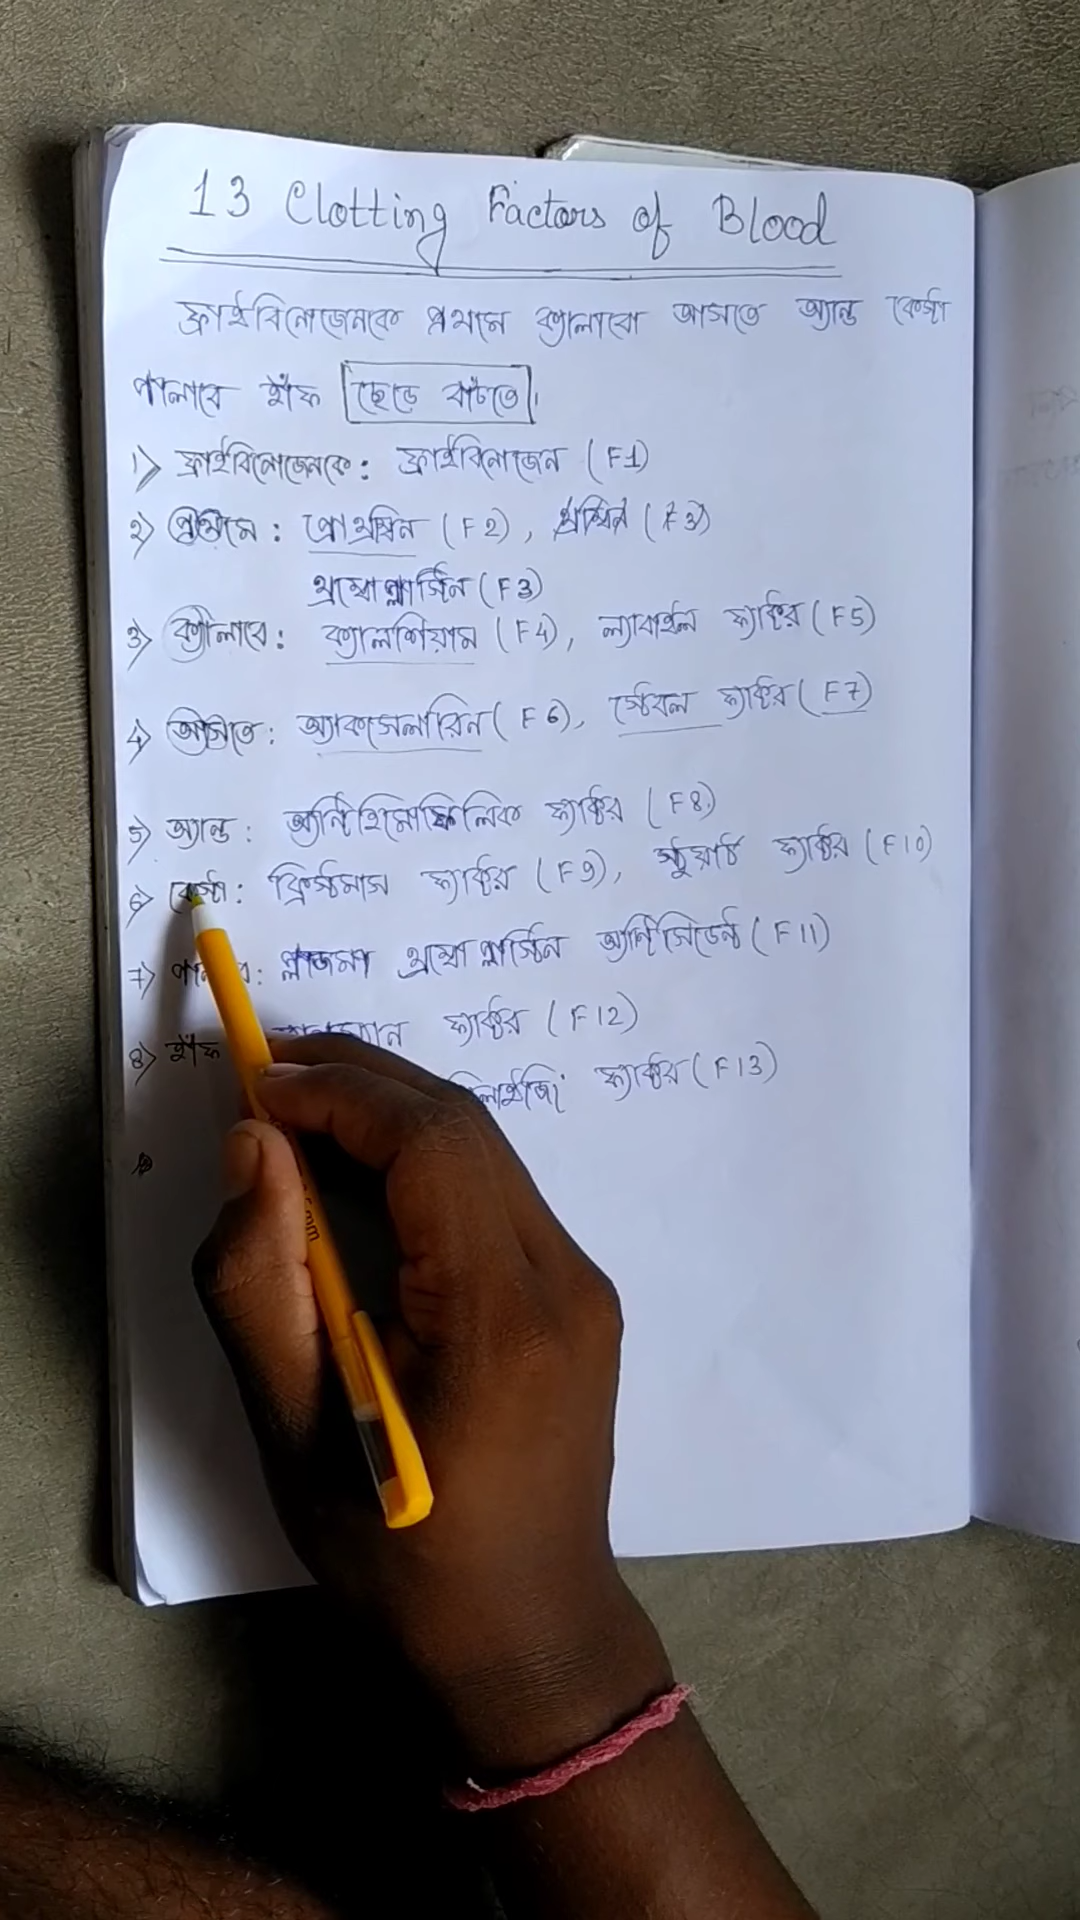 13 Clotting Factors of Blood
ফাইবিনোজেনকে প্রথমে ক্যালাবো আসতে অ্যান্ড কেস্টা
পালাবে হাঁফ ছেড়ে বাঁচতে।
1) ফাইবিনোজেনকে: ফাইবিনোজেন (F1)
২) প্রথমে: প্রোথ্রম্বিন (F2), থ্রম্বিন (F3)
থ্রম্বোপ্লাস্টিন (F3)
৩) ক্যালাবে: ক্যালশিয়াম (F4), ল্যাবাইল ফ্যাক্টর (F5)
4) আসতে: অ্যাকসেলারিন (F6), স্টেবল ফ্যাক্টর (F7)
5) অ্যান্ড: অ্যান্টিহিমোফিলিক ফ্যাক্টর (F8)
6) কেস্টা: ক্রিস্টমাস ফ্যাক্টর (F9), স্টুয়ার্ট ফ্যাক্টর (F10)
7) প্লাজমা থ্রম্বোপ্লাস্টিন অ্যান্টিসিডেন্ট (F11)
8) হাঁফ ফ্যাক্টর (F12)
ফ্যাক্টর (F13)